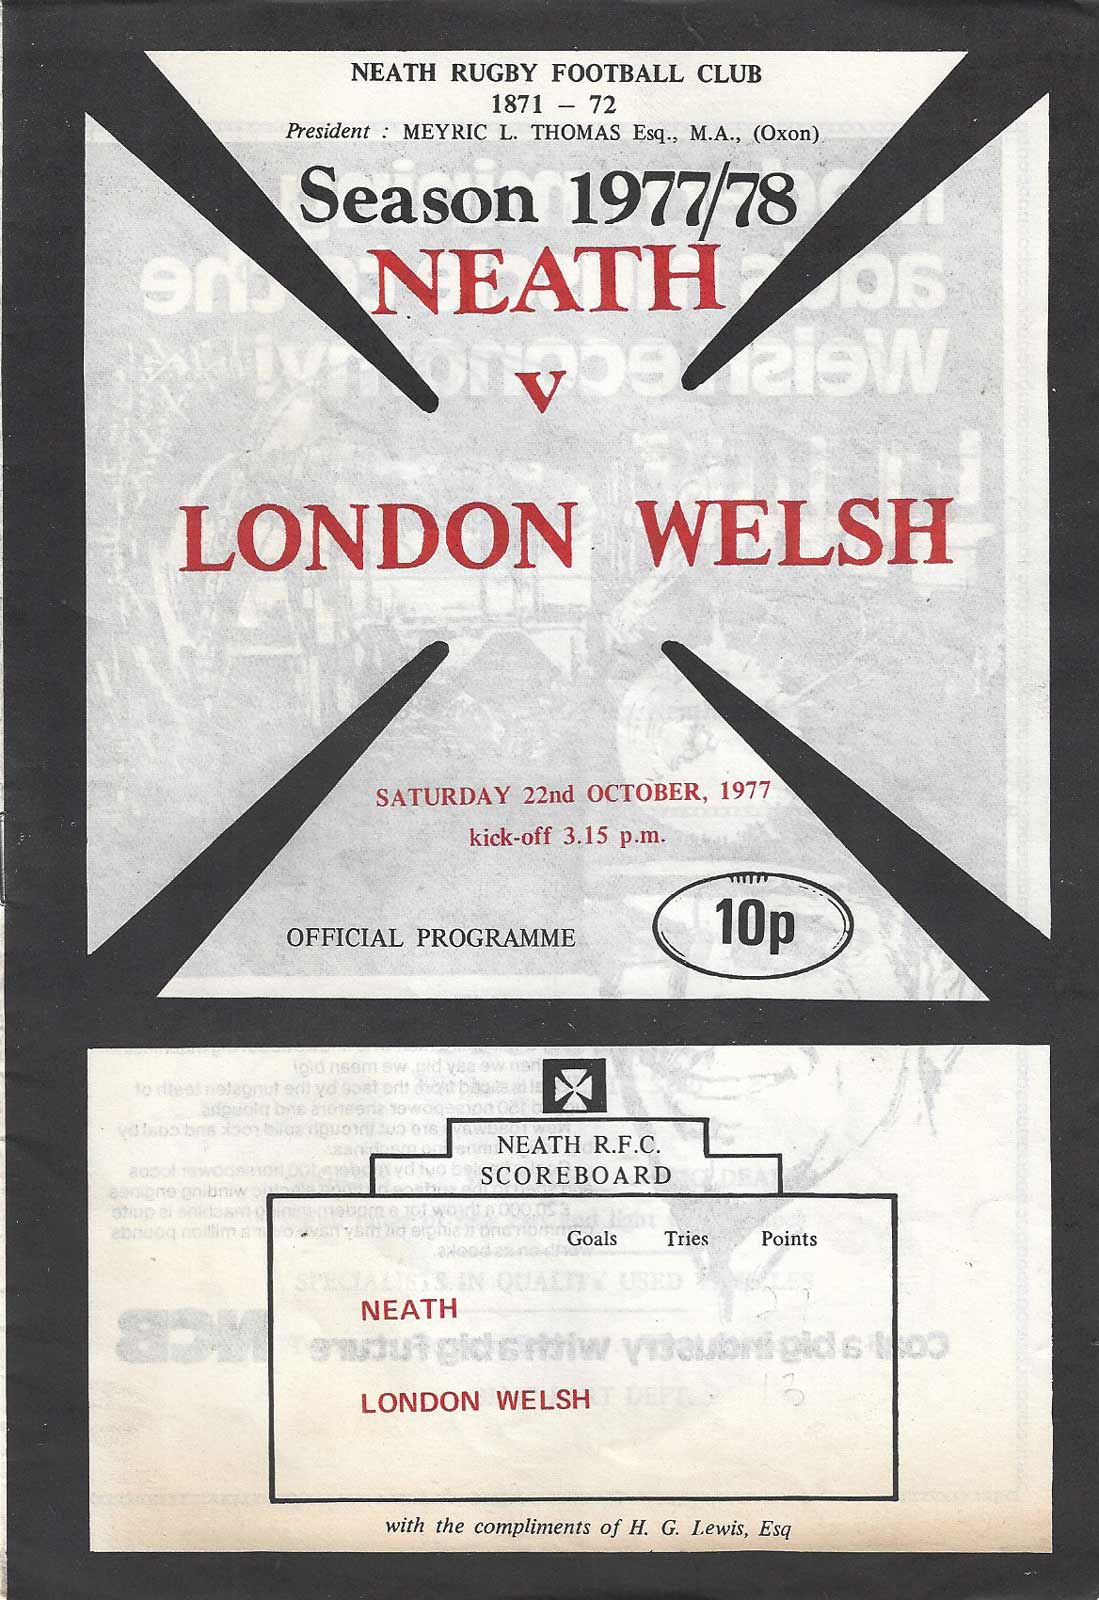 NEATH RUGBY FOOTBALL CLUB
1871 – 72
President : MEYRIC L. THOMAS Esq., M.A., (Oxon)
Season 1977/78
NEATH
v
LONDON WELSH
SATURDAY 22nd OCTOBER, 1977
kick-off 3.15 p.m.
OFFICIAL PROGRAMME
10p
NEATH R.F.C.
SCOREBOARD
Goals Tries Points
NEATH
LONDON WELSH 13
with the compliments of H. G. Lewis, Esq